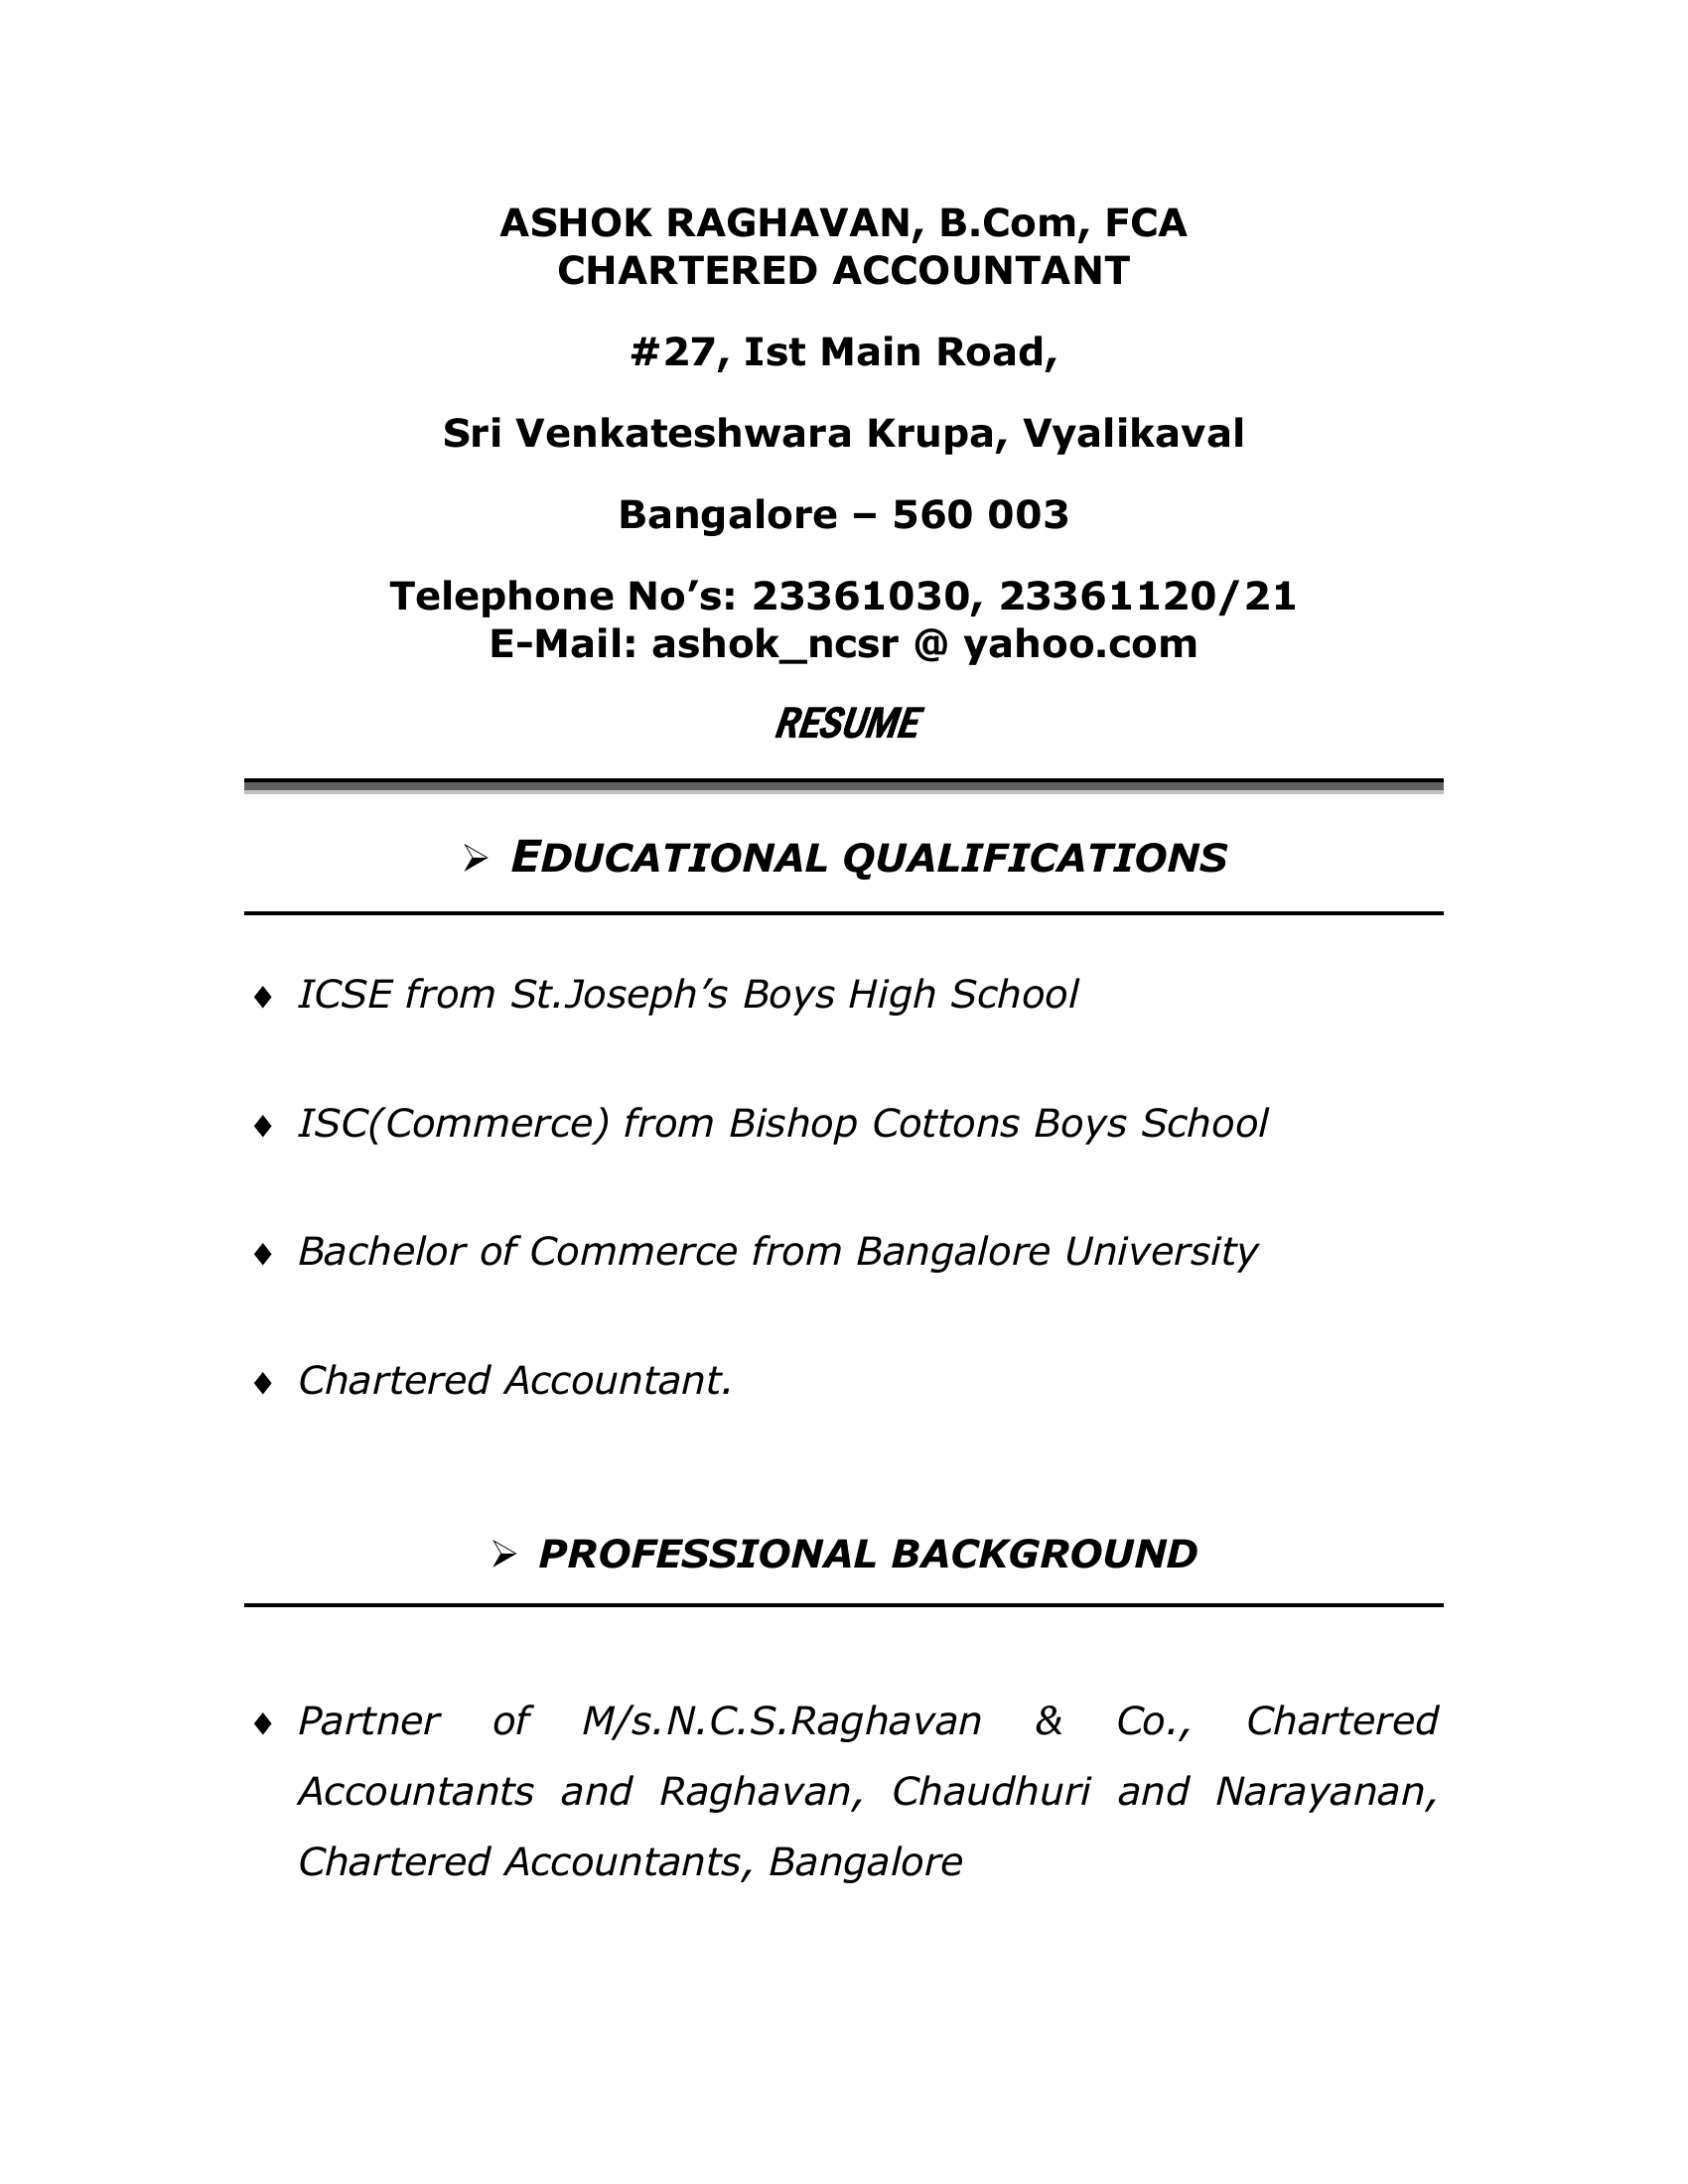 ASHOK RAGHAVAN, B.Com, FCA
CHARTERED ACCOUNTANT
#27, Ist Main Road,
Sri Venkateshwara Krupa, Vyalikaval
Bangalore – 560 003
Telephone No’s: 23361030, 23361120/21
E-Mail: ashok_ncsr @ yahoo.com
RESUME
➢ EDUCATIONAL QUALIFICATIONS
♦ ICSE from St.Joseph’s Boys High School
♦ ISC(Commerce) from Bishop Cottons Boys School
♦ Bachelor of Commerce from Bangalore University
♦ Chartered Accountant.
➢ PROFESSIONAL BACKGROUND
♦ Partner of M/s.N.C.S.Raghavan & Co., Chartered
Accountants and Raghavan, Chaudhuri and Narayanan,
Chartered Accountants, Bangalore